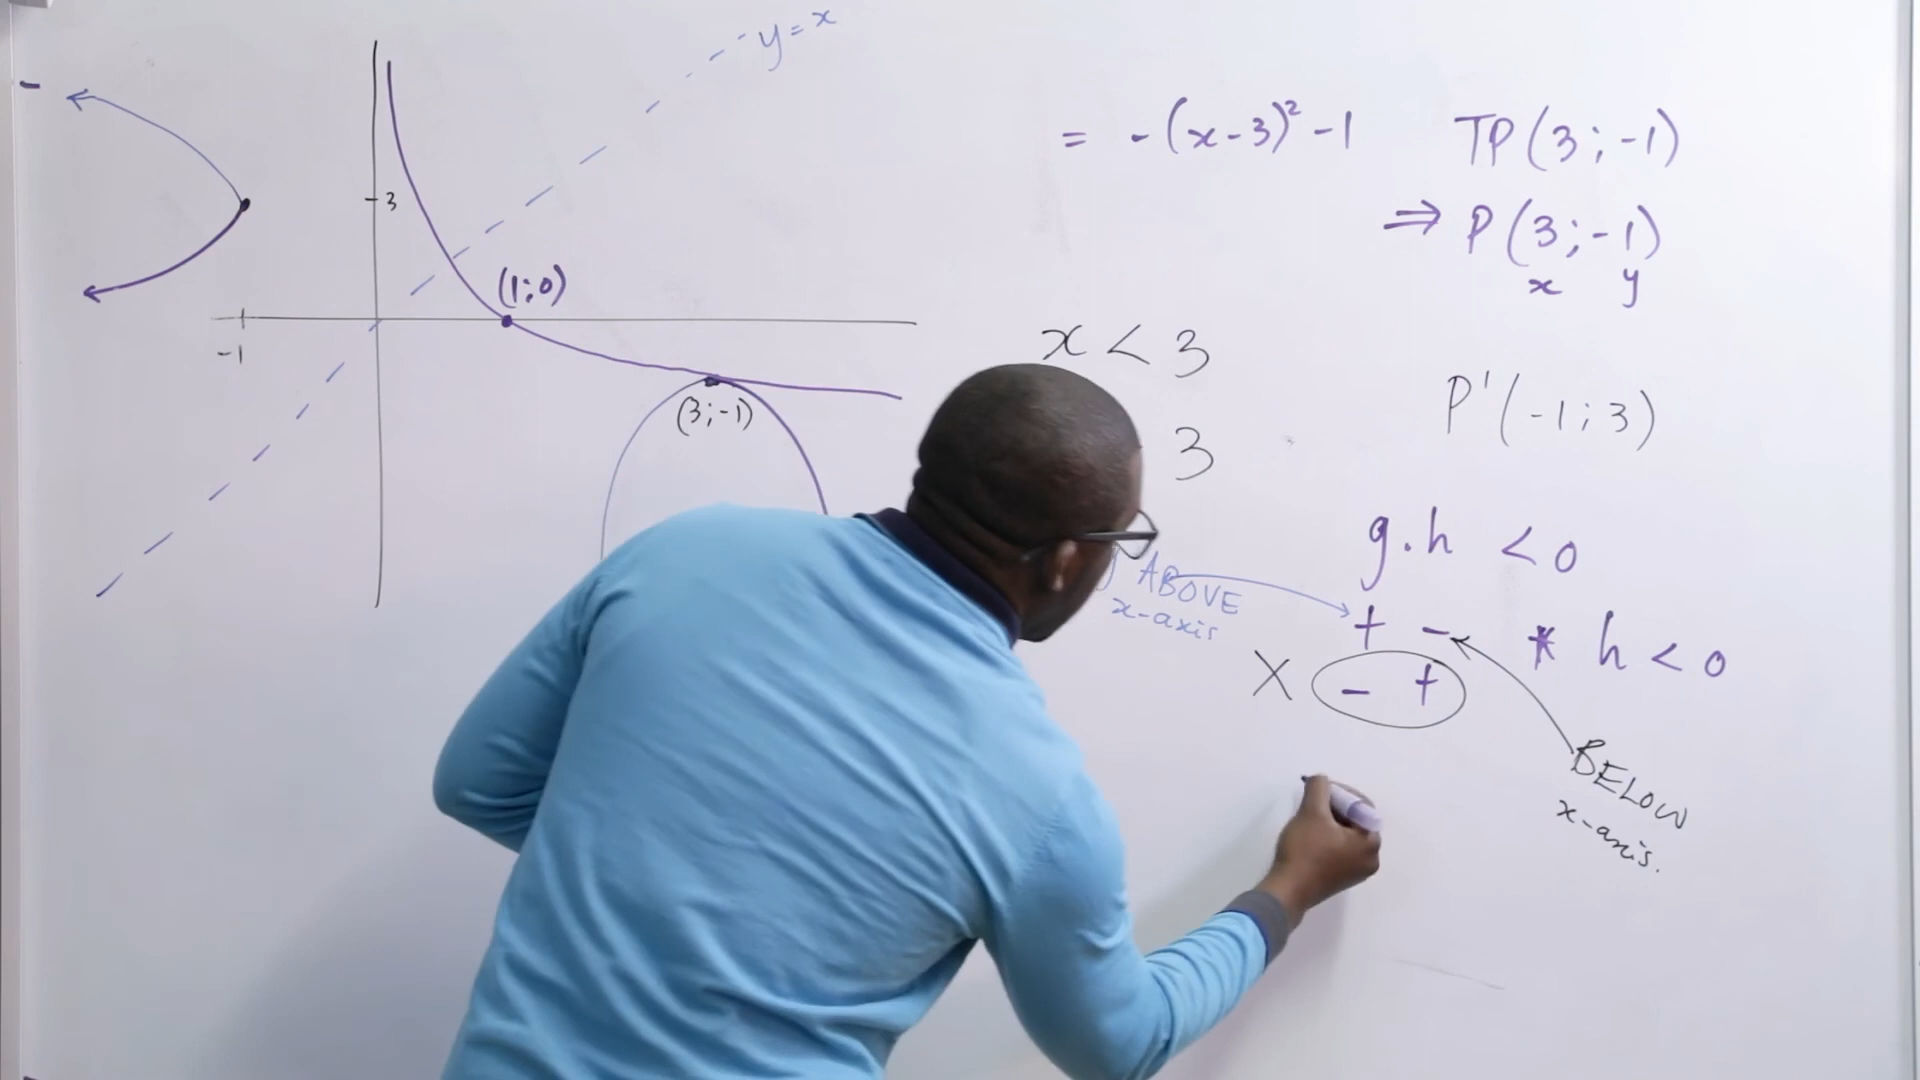 y = x
3
(1;0)
-1
(3;-1)
= -(x-3)² -1 TP(3;-1)
⇒ P(3;-1)
x y
x < 3
3
P'(-1;3)
g.h < 0
ABOVE
x-axis
+ - * h < 0
X - +
BELOW
x-axis.